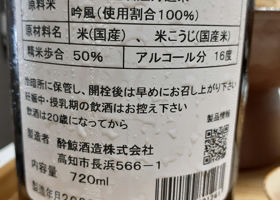 原料米 吟風(使用割合100%)
原材料名 米(国産)、米こうじ(国産米)
精米歩合 50% アルコール分 16度
冷暗所に保管し、開栓後は早めにお召し上がり下さい
妊娠中・授乳期の飲酒はお控え下さい
飲酒は20歳になってから
製品情報
製造者 酔鯨酒造株式会社
高知市長浜566-1
内容量 720ml
製造年月 20